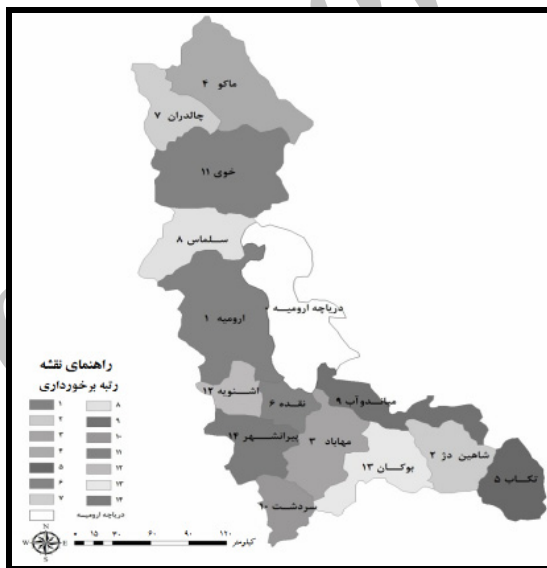 ماکو ۴
چالدران ۷
خوی ۱۱
سلماس ۸
دریاچه ارومیه ۰
ارومیه ۱
اشنویه ۱۲
نقده ۶
میاندوآب ۹
پیرانشهر ۱۴
مهاباد ۳
بوکان ۱۳
شاهین دژ ۲
تکاب ۵
سردشت ۱۰
راهنمای نقشه
رتبه برخورداری
۱
۲
۳
۴
۵
۶
۷
۸
۹
۱۰
۱۱
۱۲
۱۳
۱۴
دریاچه ارومیه
N
W E
S
۰ ۱۵ ۳۰ ۶۰ ۹۰ ۱۲۰
کیلومتر